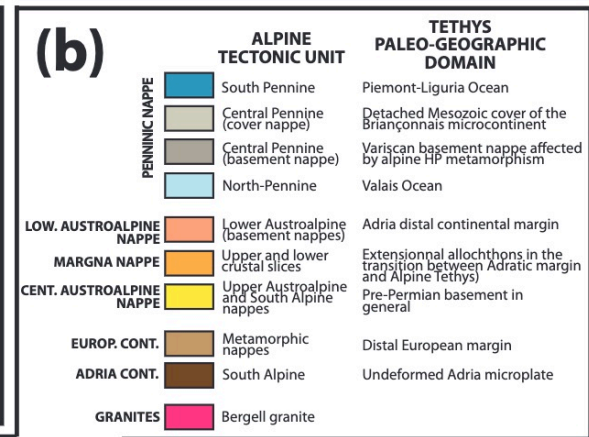 (b)
ALPINE
TECTONIC UNIT
TETHYS
PALEO-GEOGRAPHIC
DOMAIN
PENNINIC NAPPE
South Pennine
Piemont-Liguria Ocean
Central Pennine
(cover nappe)
Detached Mesozoic cover of the
Briançonnais microcontinent
Central Pennine
(basement nappe)
Variscan basement nappe affected
by alpine HP metamorphism
North-Pennine
Valais Ocean
LOW. AUSTROALPINE
NAPPE
Lower Austroalpine
(basement nappes)
Adria distal continental margin
MARGNA NAPPE
Upper and lower
crustal slices
Extensionnal allochthons in the
transition between Adratic margin
and Alpine Tethys)
CENT. AUSTROALPINE
NAPPE
Upper Austroalpine
and South Alpine
nappes
Pre-Permian basement in
general
EUROP. CONT.
Metamorphic
nappes
Distal European margin
ADRIA CONT.
South Alpine
Undeformed Adria microplate
GRANITES
Bergell granite